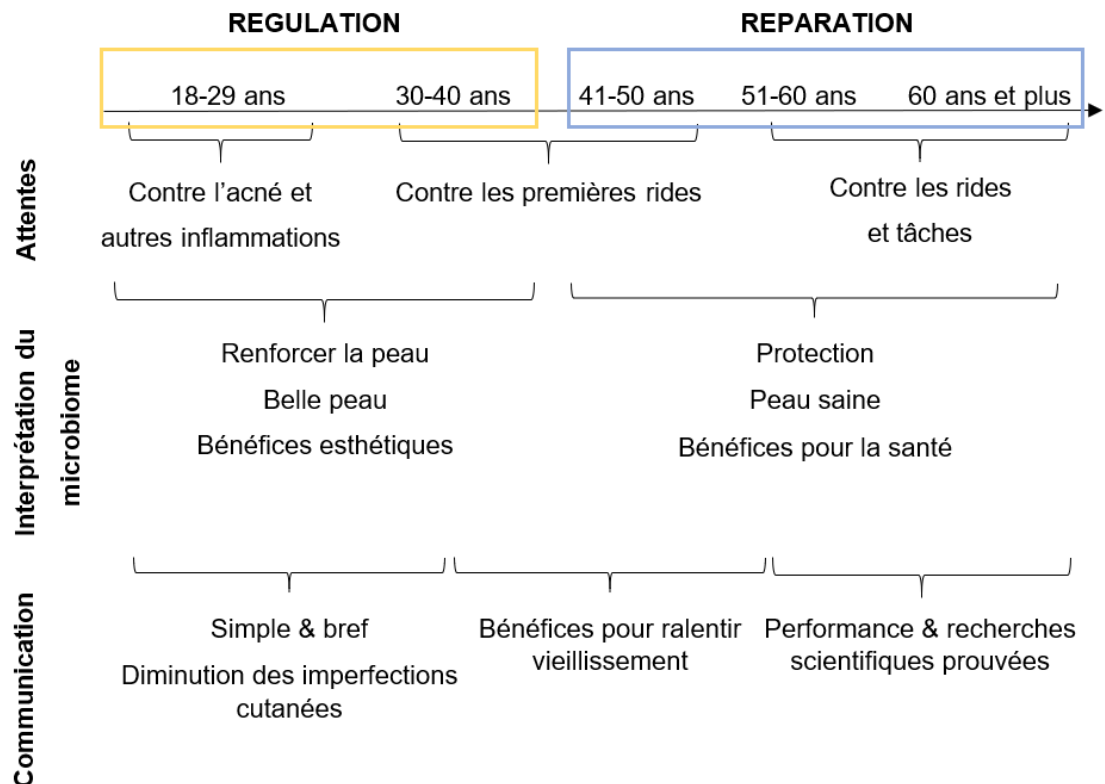 REGULATION
REPARATION
18-29 ans
30-40 ans
41-50 ans
51-60 ans
60 ans et plus
Attentes
Contre l'acné et
autres inflammations
Contre les premières rides
Contre les rides
et tâches
Interprétation du
microbiome
Renforcer la peau
Belle peau
Bénéfices esthétiques
Protection
Peau saine
Bénéfices pour la santé
Communication
Simple & bref
Diminution des imperfections
cutanées
Bénéfices pour ralentir
vieillissement
Performance & recherches
scientifiques prouvées